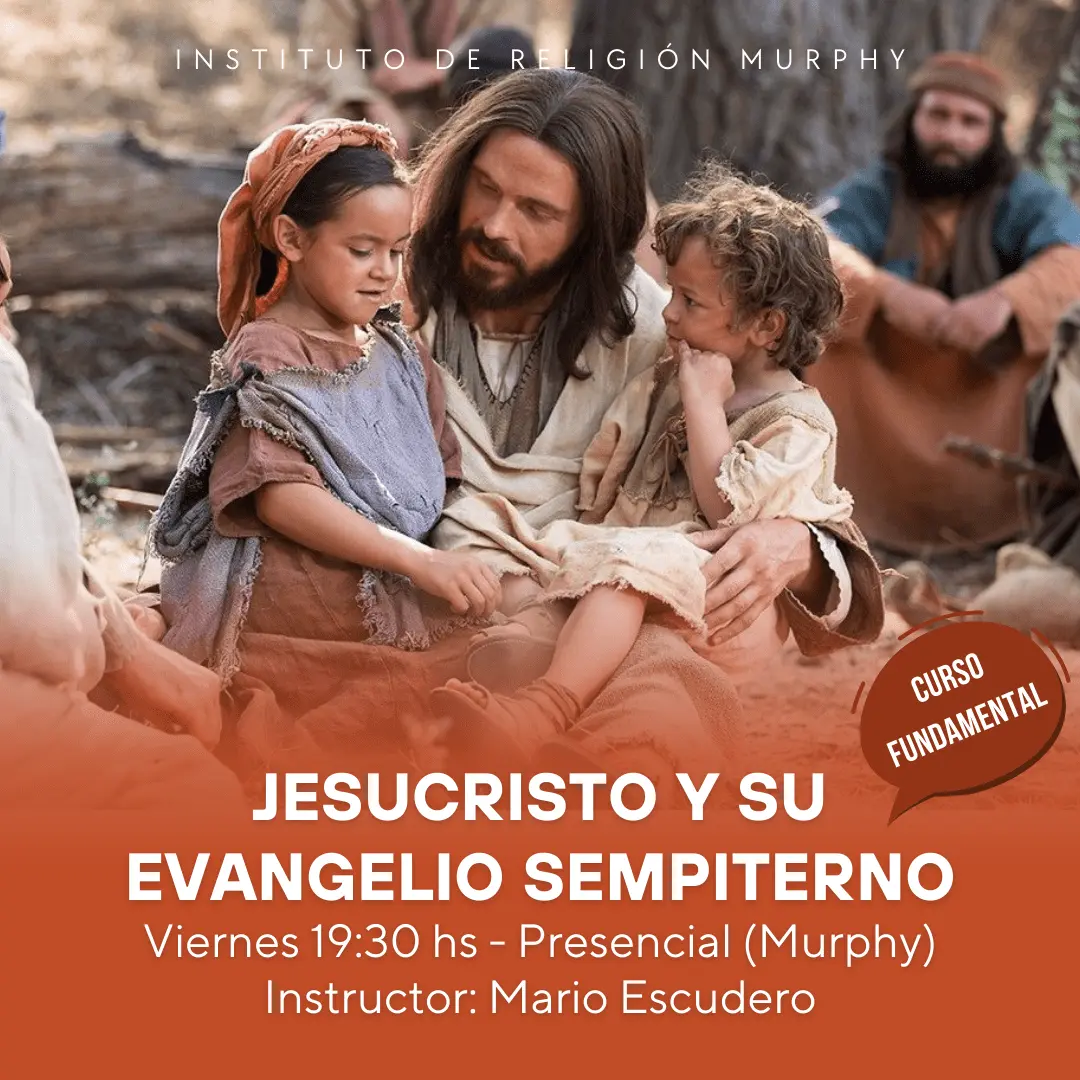 INSTITUTO DE RELIGIÓN MURPHY
CURSO
FUNDAMENTAL
JESUCRISTO Y SU
EVANGELIO SEMPITERNO
Viernes 19:30 hs - Presencial (Murphy)
Instructor: Mario Escudero